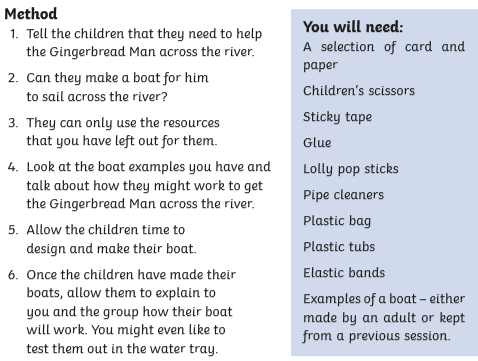 Method
1. Tell the children that they need to help
the Gingerbread Man across the river.
2. Can they make a boat for him
to sail across the river?
3. They can only use the resources
that you have left out for them.
4. Look at the boat examples you have and
talk about how they might work to get
the Gingerbread Man across the river.
5. Allow the children time to
design and make their boat.
6. Once the children have made their
boats, allow them to explain to
you and the group how their boat
will work. You might even like to
test them out in the water tray.
You will need:
A selection of card and
paper
Children's scissors
Sticky tape
Glue
Lolly pop sticks
Pipe cleaners
Plastic bag
Plastic tubs
Elastic bands
Examples of a boat – either
made by an adult or kept
from a previous session.